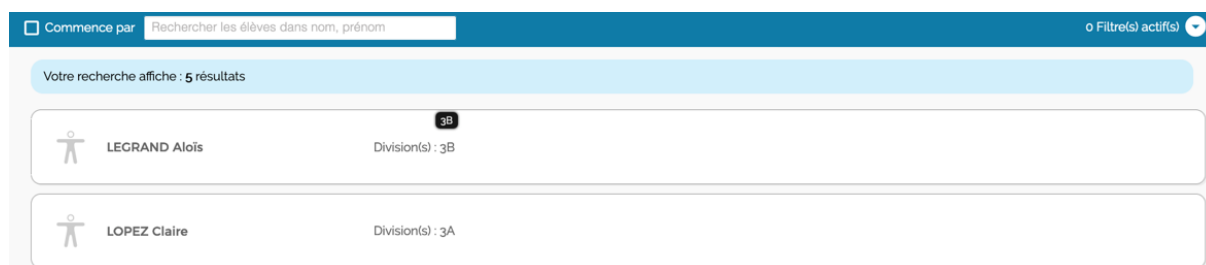 Commence par Rechercher les élèves dans nom, prénom 0 Filtre(s) actif(s)
Votre recherche affiche : 5 résultats
3B
LEGRAND Aloïs Division(s) : 3B
LOPEZ Claire Division(s) : 3A